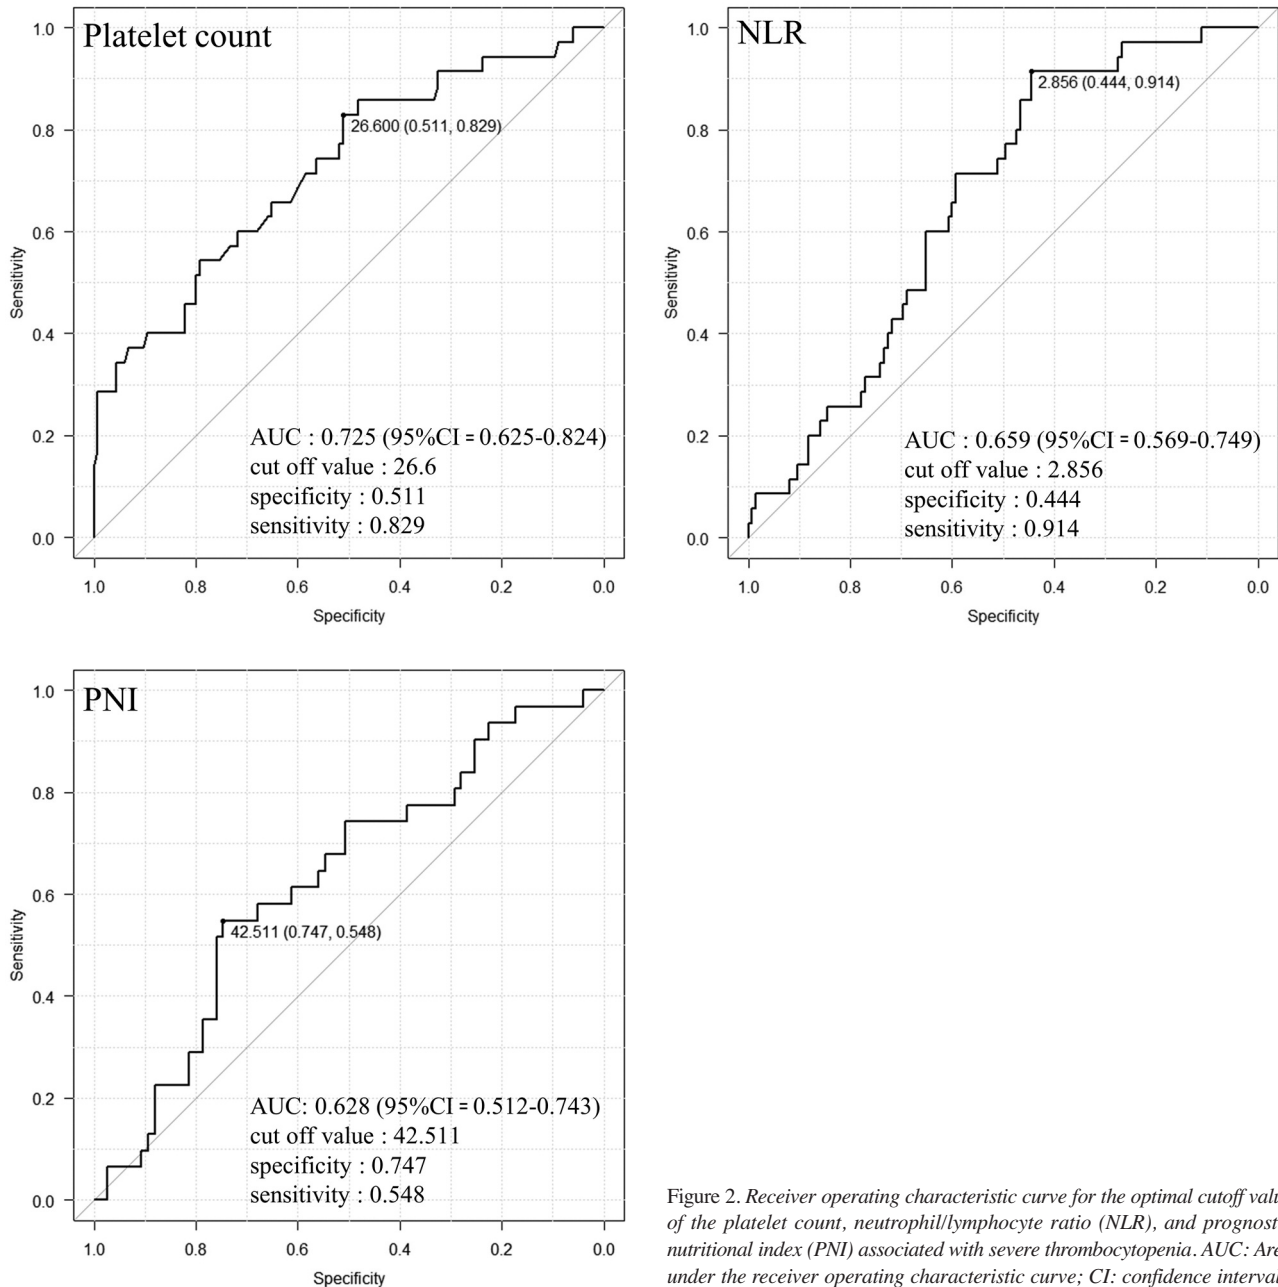 Platelet count
1.0
0.8
0.6
0.4
0.2
0.0
Sensitivity
26.600 (0.511, 0.829)
AUC : 0.725 (95%CI = 0.625-0.824)
cut off value : 26.6
specificity : 0.511
sensitivity : 0.829
1.0 0.8 0.6 0.4 0.2 0.0
Specificity
NLR
1.0
0.8
0.6
0.4
0.2
0.0
Sensitivity
2.856 (0.444, 0.914)
AUC : 0.659 (95%CI = 0.569-0.749)
cut off value : 2.856
specificity : 0.444
sensitivity : 0.914
1.0 0.8 0.6 0.4 0.2 0.0
Specificity
PNI
1.0
0.8
0.6
0.4
0.2
0.0
Sensitivity
42.511 (0.747, 0.548)
AUC: 0.628 (95%CI = 0.512-0.743)
cut off value : 42.511
specificity : 0.747
sensitivity : 0.548
1.0 0.8 0.6 0.4 0.2 0.0
Specificity
Figure 2. Receiver operating characteristic curve for the optimal cutoff
of the platelet count, neutrophil/lymphocyte ratio (NLR), and
nutritional index (PNI) associated with severe thrombocytopenia. AUC:
under the receiver operating characteristic curve; CI: confidence interval